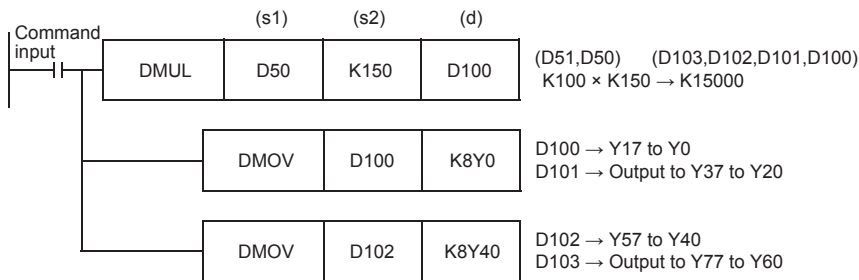 (s1) (s2) (d)
Command
input
DMUL D50 K150 D100
(D51,D50) (D103,D102,D101,D100)
K100 × K150 → K15000
DMOV D100 K8Y0
D100 → Y17 to Y0
D101 → Output to Y37 to Y20
DMOV D102 K8Y40
D102 → Y57 to Y40
D103 → Output to Y77 to Y60